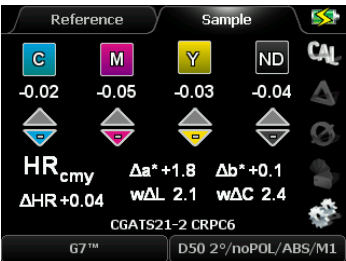 Reference Sample
C M Y ND CAL
-0.02 -0.05 -0.03 -0.04
HRcmy Δa*+1.8 Δb*+0.1
ΔHR+0.04 wΔL 2.1 wΔC 2.4
CGATS21-2 CRPC6
G7™ D50 2°/noPOL/ABS/M1